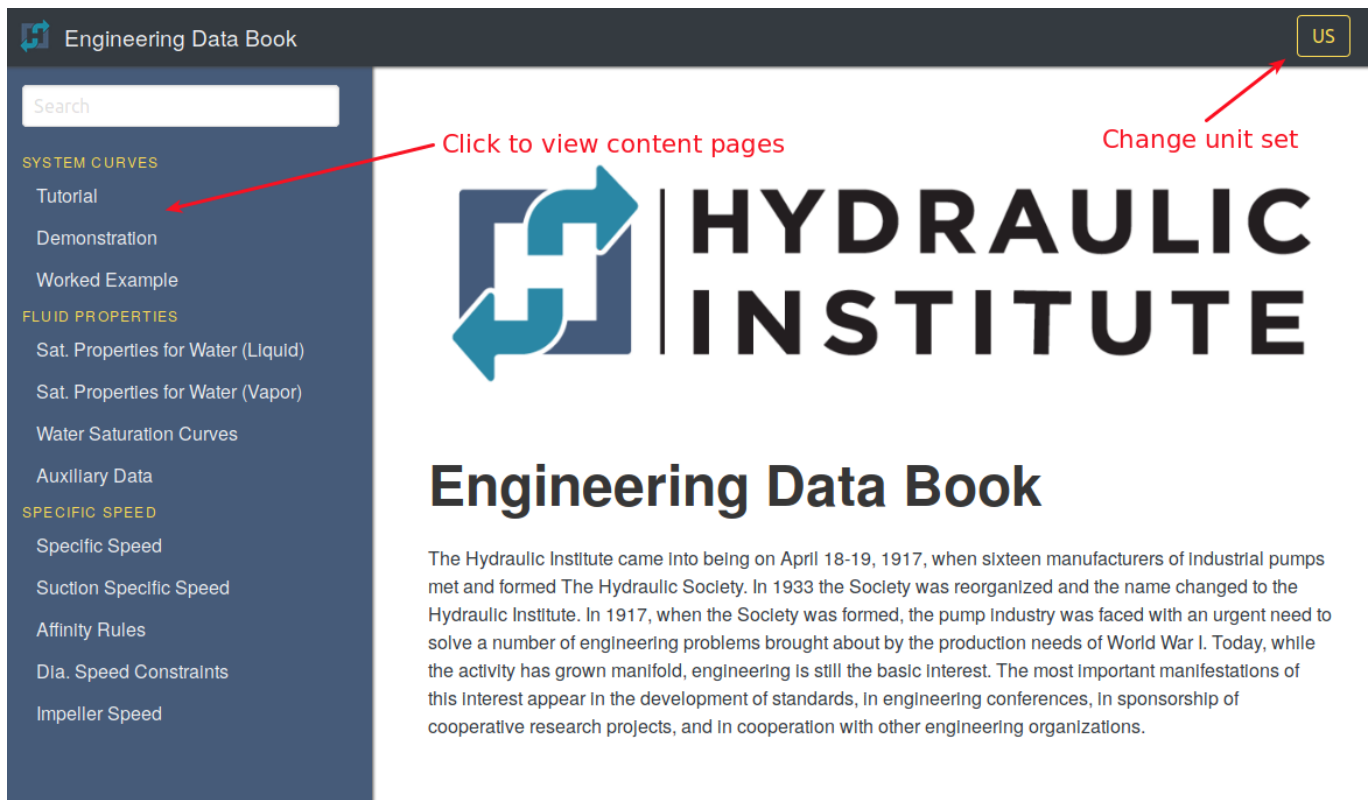 Engineering Data Book
US
Search
SYSTEM CURVES
Tutorial
Demonstration
Worked Example
FLUID PROPERTIES
Sat. Properties for Water (Liquid)
Sat. Properties for Water (Vapor)
Water Saturation Curves
Auxiliary Data
SPECIFIC SPEED
Specific Speed
Suction Specific Speed
Affinity Rules
Dia. Speed Constraints
Impeller Speed
Click to view content pages
Change unit set
HYDRAULIC
INSTITUTE
Engineering Data Book
The Hydraulic Institute came into being on April 18-19, 1917, when sixteen manufacturers of industrial pumps
met and formed The Hydraulic Society. In 1933 the Society was reorganized and the name changed to the
Hydraulic Institute. In 1917, when the Society was formed, the pump industry was faced with an urgent need to
solve a number of engineering problems brought about by the production needs of World War I. Today, while
the activity has grown manifold, engineering is still the basic interest. The most important manifestations of
this interest appear in the development of standards, in engineering conferences, in sponsorship of
cooperative research projects, and in cooperation with other engineering organizations.